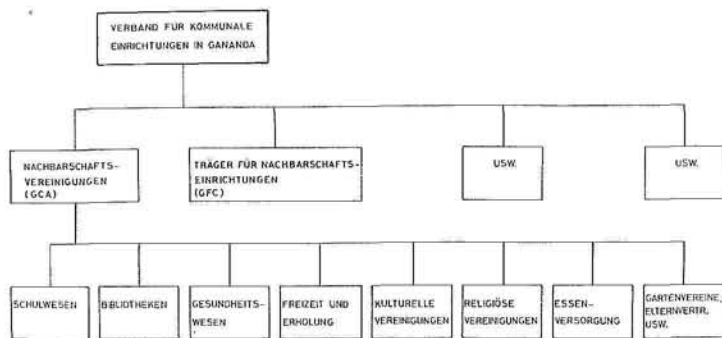 VERBAND FÜR KOMMUNALE
EINRICHTUNGEN IN GANANDA
NACHBARSCHAFTS-
VEREINIGUNGEN
(GCA)
TRÄGER FÜR NACHBARSCHAFTS-
EINRICHTUNGEN
(GFC)
USW.
USW.
SCHULWESEN
BIBLIOTHEKEN
GESUNDHEITS-
WESEN
FREIZEIT UND
ERHOLUNG
KULTURELLE
VEREINIGUNGEN
RELIGIÖSE
VEREINIGUNGEN
ESSEN-
VERSORGUNG
GARTENVEREINE,
ELTERNVERTR.
USW.